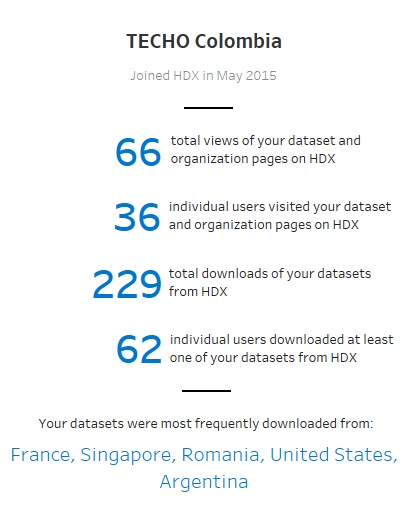 TECHO Colombia
Joined HDX in May 2015
66 total views of your dataset and
organization pages on HDX
36 individual users visited your dataset
and organization pages on HDX
229 total downloads of your datasets
from HDX
62 individual users downloaded at least
one of your datasets from HDX
Your datasets were most frequently downloaded from:
France, Singapore, Romania, United States,
Argentina